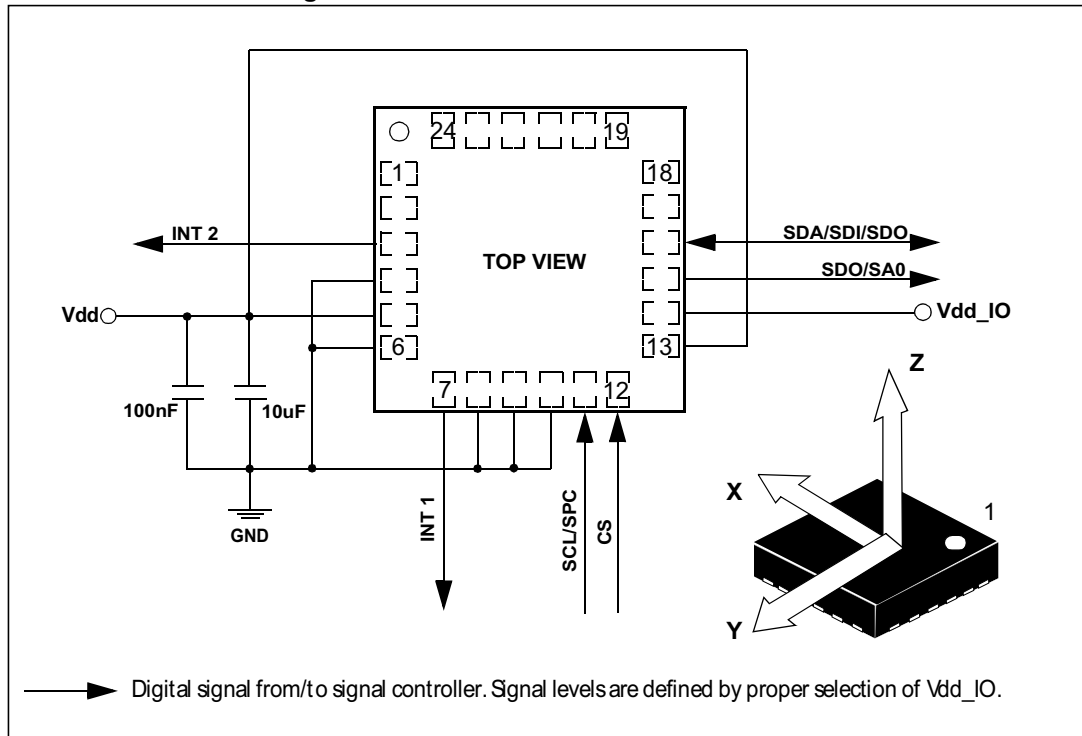 24
19
1
18
INT 2
SDA/SDI/SDO
TOP VIEW
SDO/SA0
Vdd
Vdd_IO
6
13
Z
7
12
100nF
10uF
X
1
INT 1
SCL/SPC
CS
GND
Y
Digital signal from/to signal controller. Signal levels are defined by proper selection of Vdd_IO.